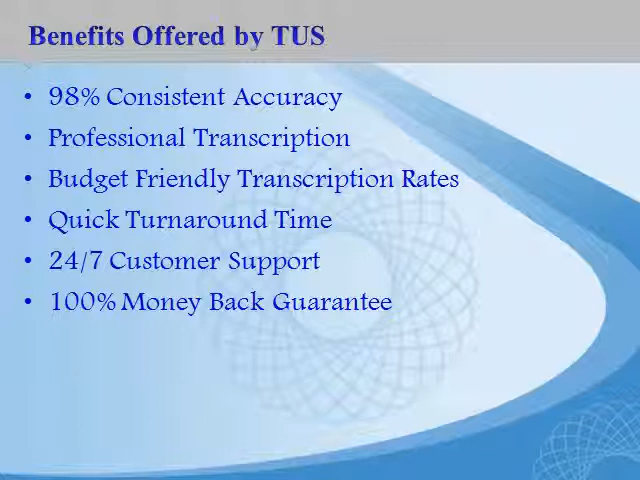 Benefits Offered by TUS
• 98% Consistent Accuracy
• Professional Transcription
• Budget Friendly Transcription Rates
• Quick Turnaround Time
• 24/7 Customer Support
• 100% Money Back Guarantee